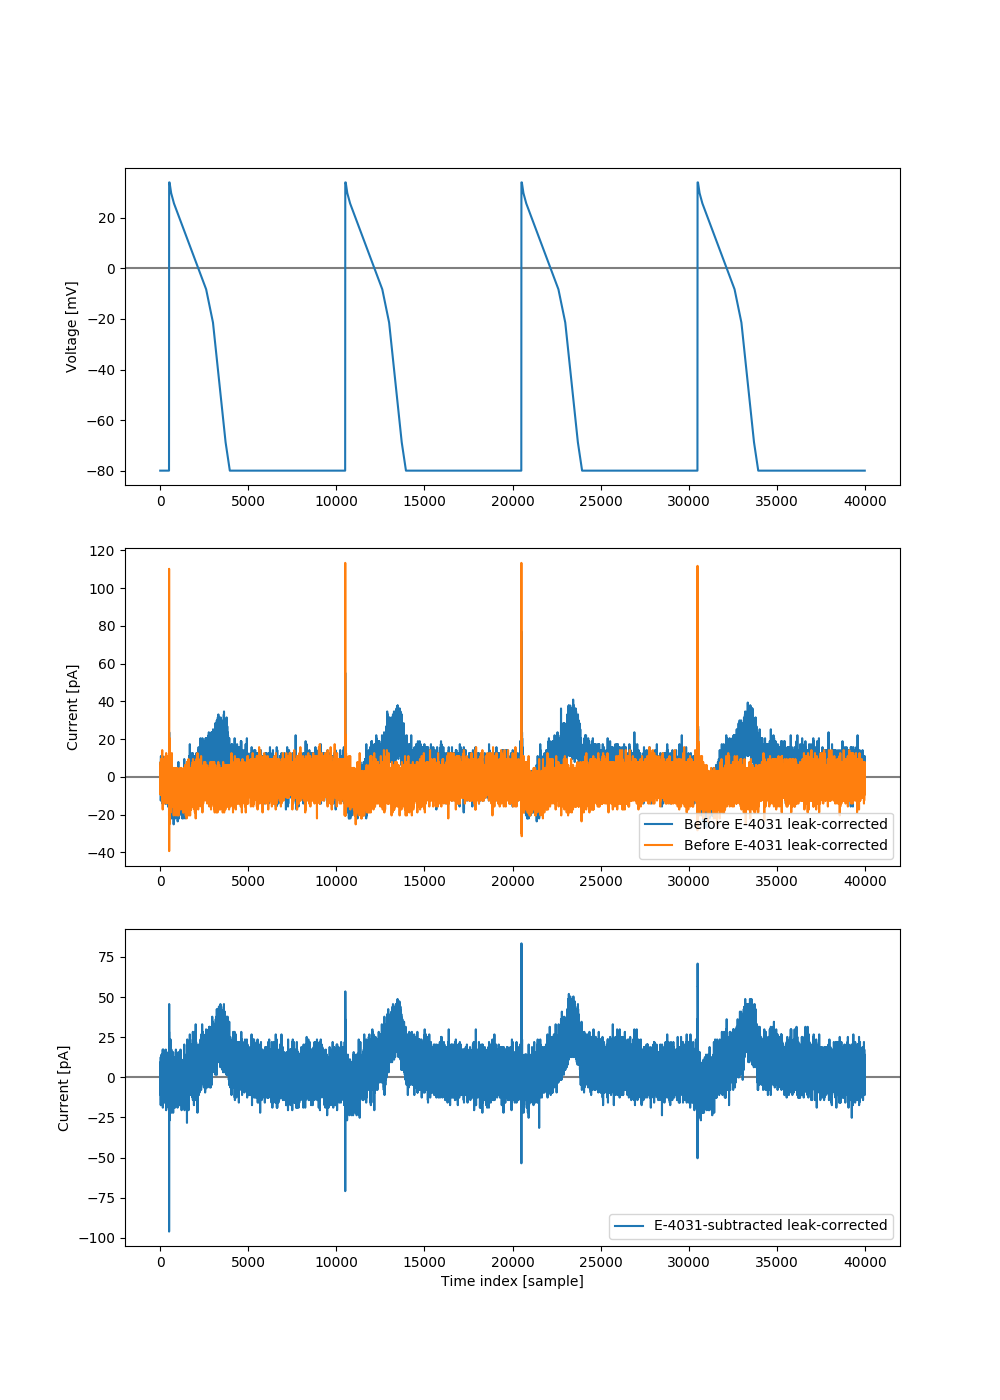 20
0
−20
−40
−60
−80
Voltage [mV]
0 5000 10000 15000 20000 25000 30000 35000 40000
120
100
80
60
40
20
0
−20
−40
Current [pA]
Before E-4031 leak-corrected
Before E-4031 leak-corrected
0 5000 10000 15000 20000 25000 30000 35000 40000
75
50
25
0
−25
−50
−75
−100
Current [pA]
E-4031-subtracted leak-corrected
0 5000 10000 15000 20000 25000 30000 35000 40000
Time index [sample]